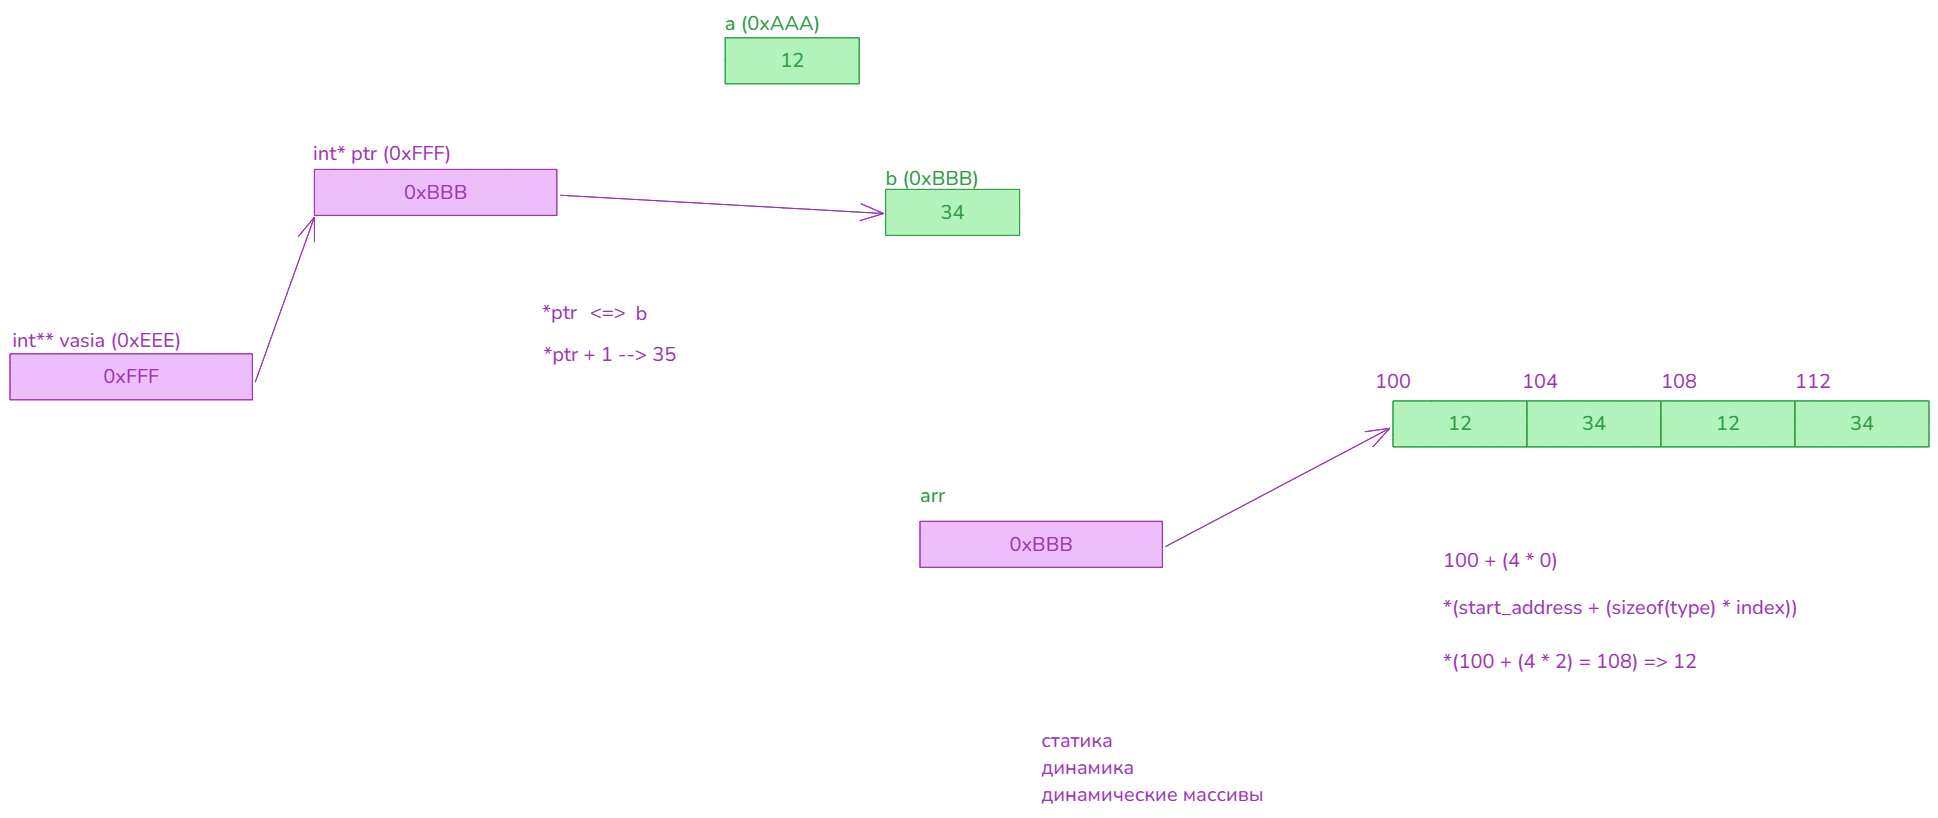 a (0xAAA)
12
int* ptr (0xFFF)
0xBBB
b (0xBBB)
34
*ptr <=> b
*ptr + 1 --> 35
int** vasia (0xEEE)
0xFFF
100 104 108 112
12 34 12 34
arr
0xBBB
100 + (4 * 0)
*(start_address + (sizeof(type) * index))
*(100 + (4 * 2) = 108) => 12
статика
динамика
динамические массивы